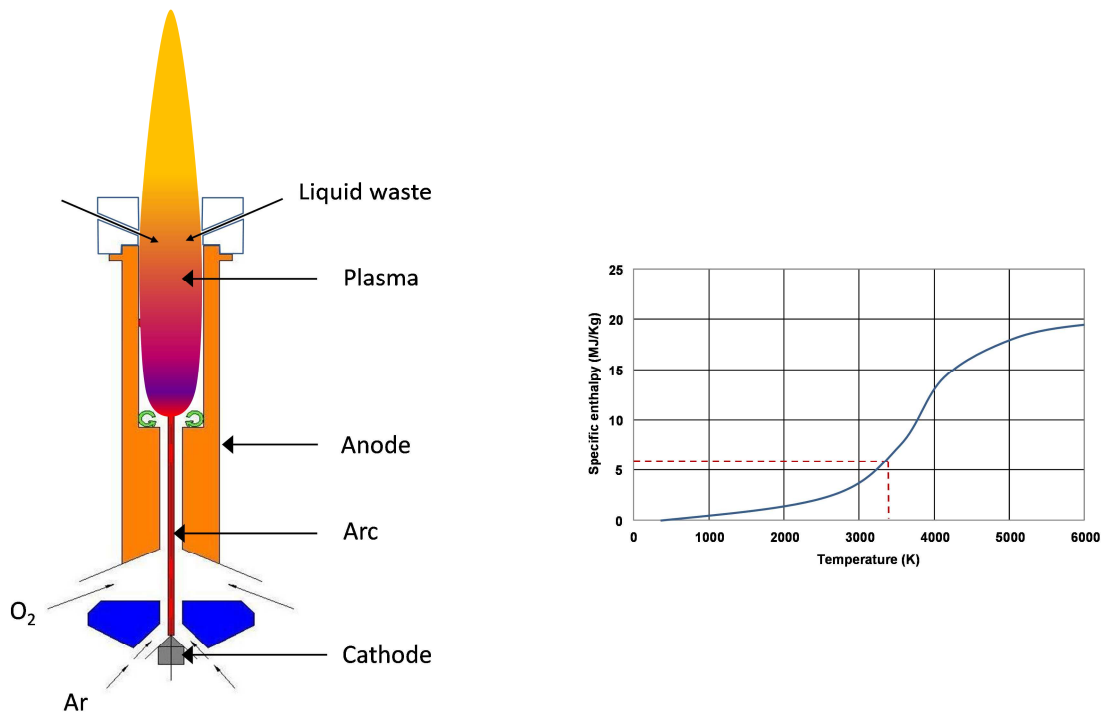 Liquid waste
Plasma
Anode
Arc
O₂
Cathode
Ar
Specific enthalpy (MJ/Kg)
25
20
15
10
5
0
0 1000 2000 3000 4000 5000 6000
Temperature (K)